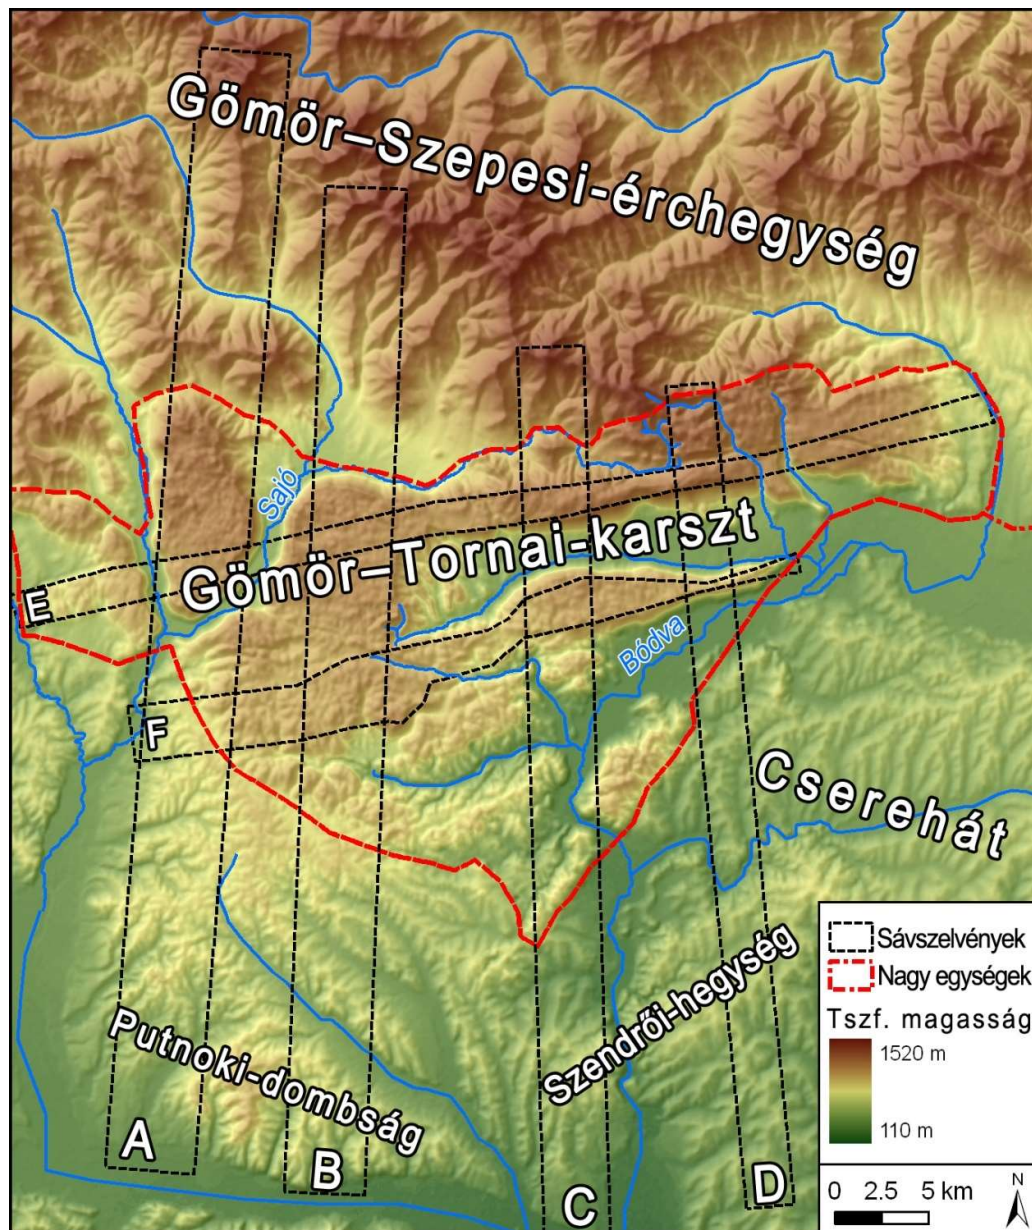 Gömör–Szepesi-érchegység
Sajó
Gömör–Tornai-karszt
E
Bódva
F
Cserehát
Szendrői-hegység
Putnoki-dombság
A
B
C
D
Sávszelvények
Nagy egységek
Tszf. magasság
1520 m
110 m
0 2.5 5 km
N